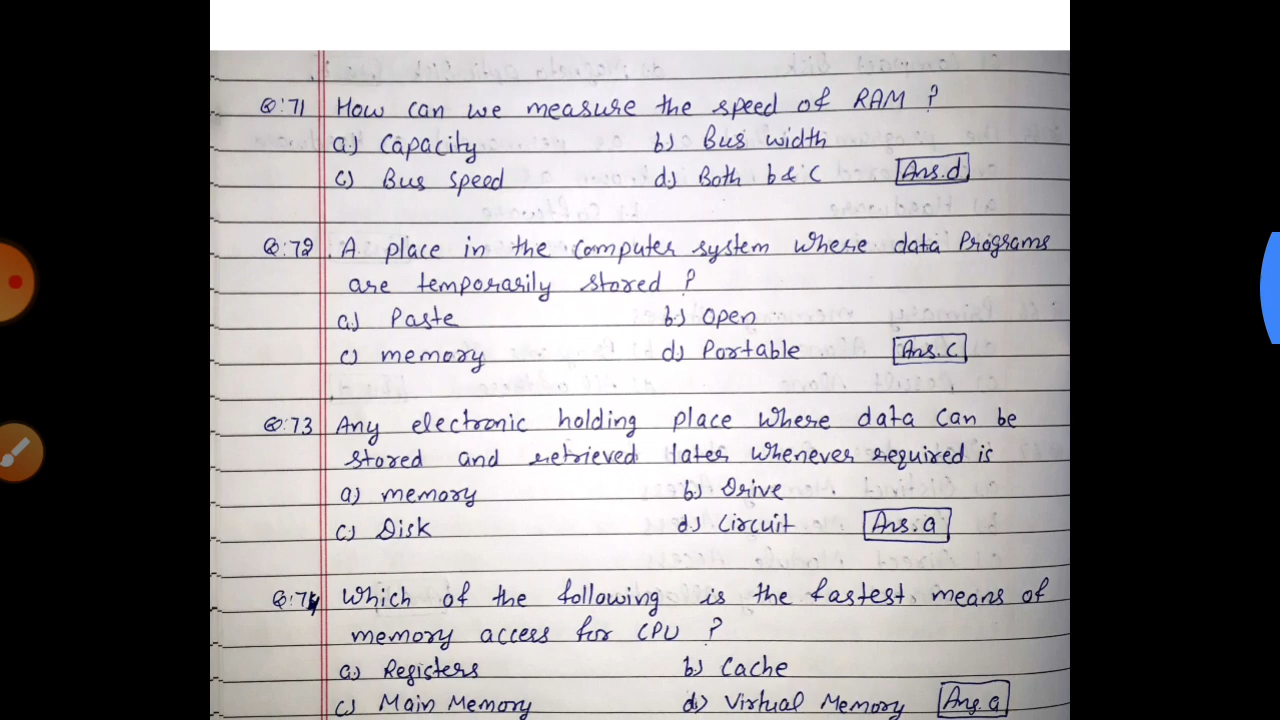 Q:71 How can we measure the speed of RAM ?
a) Capacity b) Bus width
c) Bus speed d) Both b & c Ans. d
Q:72. A place in the computer system where data Programs
are temporarily stored ?
a) Paste b) Open
c) memory d) Portable Ans. c
Q:73 Any electronic holding place where data can be
stored and retrieved later whenever required is
a) memory b) Drive
c) Disk d) Circuit Ans. a
Q:74 Which of the following is the fastest means of
memory access for CPU ?
a) Registers b) Cache
c) Main Memory d) Virtual Memory Ans. a